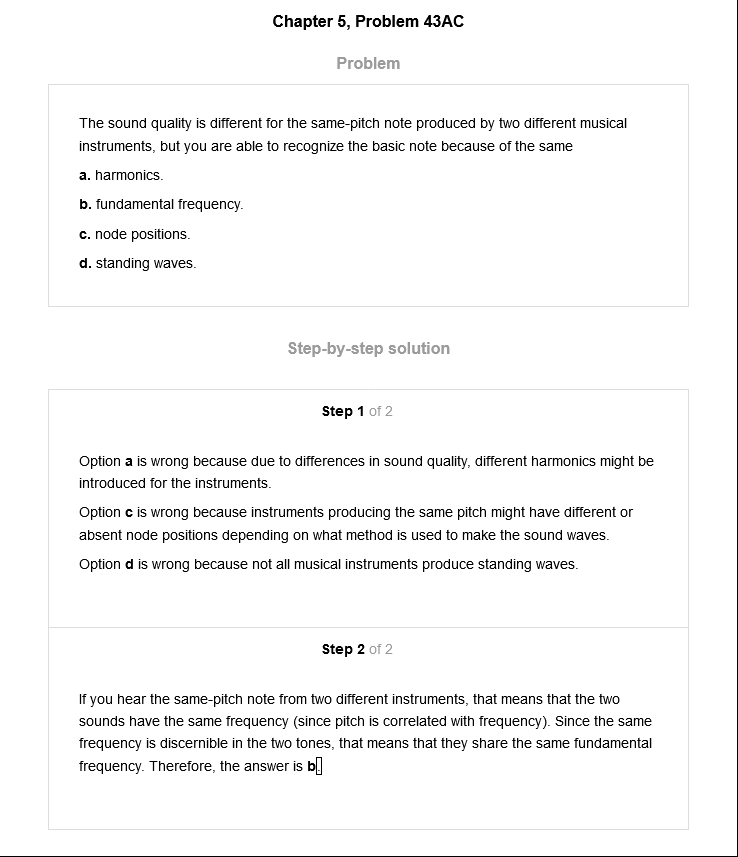 Chapter 5, Problem 43AC
Problem
The sound quality is different for the same-pitch note produced by two different musical
instruments, but you are able to recognize the basic note because of the same
a. harmonics.
b. fundamental frequency.
c. node positions.
d. standing waves.
Step-by-step solution
Step 1 of 2
Option a is wrong because due to differences in sound quality, different harmonics might be
introduced for the instruments.
Option c is wrong because instruments producing the same pitch might have different or
absent node positions depending on what method is used to make the sound waves.
Option d is wrong because not all musical instruments produce standing waves.
Step 2 of 2
If you hear the same-pitch note from two different instruments, that means that the two
sounds have the same frequency (since pitch is correlated with frequency). Since the same
frequency is discernible in the two tones, that means that they share the same fundamental
frequency. Therefore, the answer is b.